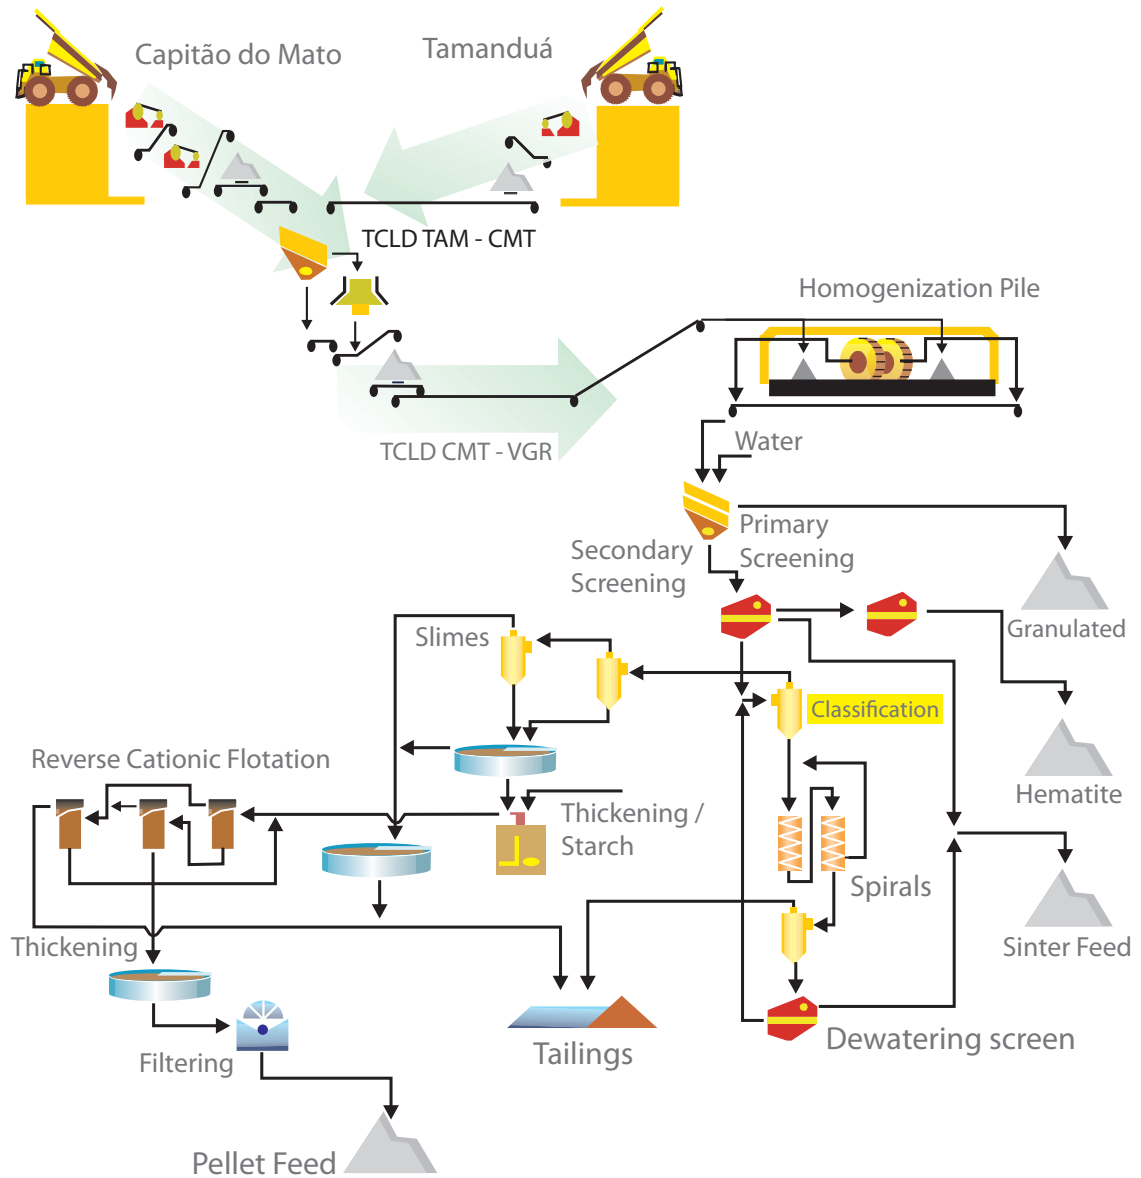 Capitão do Mato
Tamanduá
TCLD TAM - CMT
Homogenization Pile
TCLD CMT - VGR
Water
Primary
Screening
Secondary
Screening
Granulated
Slimes
Classification
Reverse Cationic Flotation
Hematite
Thickening /
Starch
Spirals
Thickening
Sinter Feed
Tailings
Dewatering screen
Filtering
Pellet Feed